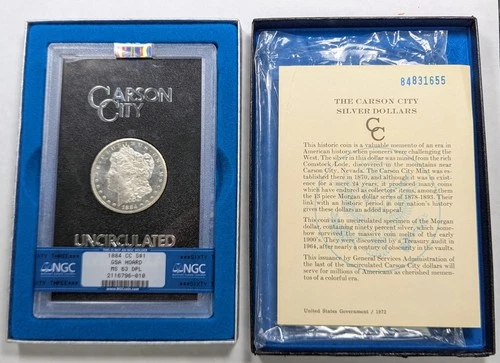 CARSON
CITY
UNCIRCULATED
NGC
1884 CC S$1
GSA HOARD
MS 63 DPL
2116796-010
NGC
84831655
THE CARSON CITY
SILVER DOLLARS
CC
This historic coin is a valuable memento of an era in
American history, when pioneers were challenging the
West. The silver in this dollar was mined from the rich
Comstock Lode, discovered in the mountains near
Carson City, Nevada. The Carson City Mint was es-
tablished there in 1870, and although it was in exist-
ence for a mere 24 years, it produced many coins
which have endured as collectors' items, among them
the 13 piece Morgan dollar series of 1878-1893. Their
link with an historic period in our nation's history
gives these dollars an added appeal.
This coin is an uncirculated specimen of the Morgan
dollar, containing ninety percent silver, which some-
how survived the massive coin melts of the early
1900's. They were discovered by a Treasury audit in
1964, after nearly a century of obscurity in the vaults.
This issuance by General Services Administration of the
last of the uncirculated Carson City dollars will
serve for millions of Americans as cherished memen-
tos of a colorful era.
United States Government / 1972